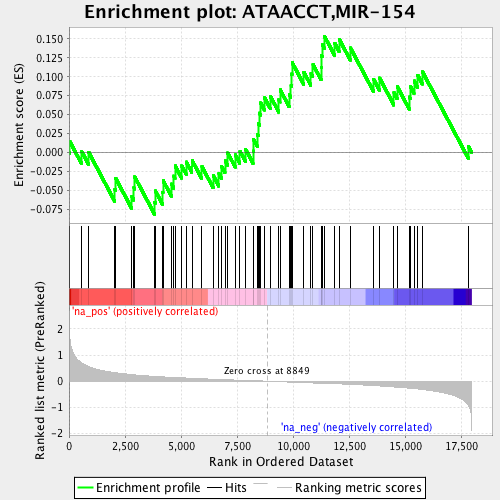 Enrichment plot: ATAACCT,MIR-154
Enrichment score (ES)
0.150
0.125
0.100
0.075
0.050
0.025
0.000
-0.025
-0.050
-0.075
Ranked list metric (PreRanked)
'na_pos' (positively correlated)
2
1
0
-1
-2
Zero cross at 8849
'na_neg' (negatively correlated)
0
2,500
5,000
7,500
10,000
12,500
15,000
17,500
Rank in Ordered Dataset
Enrichment profile
Hits
Ranking metric scores